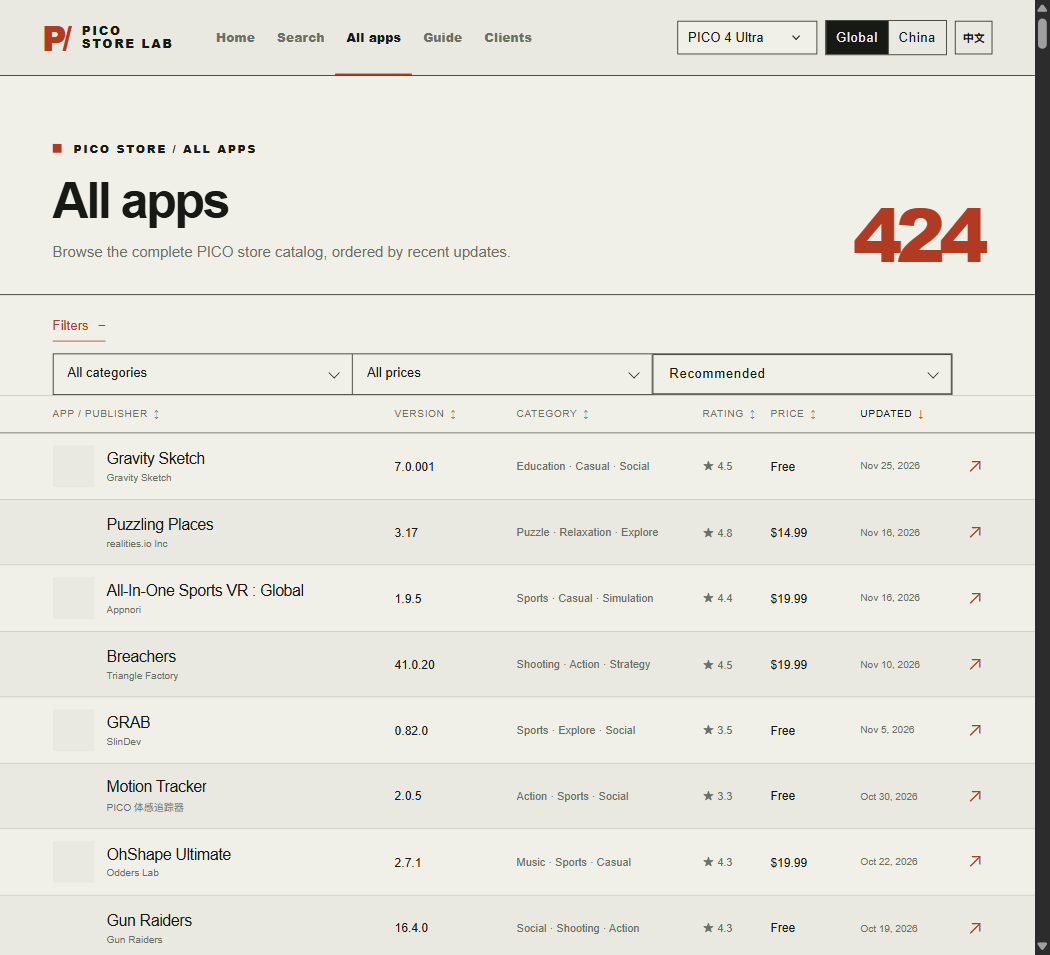 P/ PICO STORE LAB
Home Search All apps Guide Clients
PICO 4 Ultra Global China 中文
PICO STORE / ALL APPS
All apps
424
Browse the complete PICO store catalog, ordered by recent updates.
Filters −
All categories All prices Recommended
APP / PUBLISHER ↕ VERSION ↕ CATEGORY ↕ RATING ↕ PRICE ↕ UPDATED ↓
Gravity Sketch
Gravity Sketch
7.0.001 Education · Casual · Social ★ 4.5 Free Nov 25, 2026
Puzzling Places
realities.io Inc
3.17 Puzzle · Relaxation · Explore ★ 4.8 $14.99 Nov 16, 2026
All-In-One Sports VR : Global
Appnori
1.9.5 Sports · Casual · Simulation ★ 4.4 $19.99 Nov 16, 2026
Breachers
Triangle Factory
41.0.20 Shooting · Action · Strategy ★ 4.5 $19.99 Nov 10, 2026
GRAB
SlinDev
0.82.0 Sports · Explore · Social ★ 3.5 Free Nov 5, 2026
Motion Tracker
PICO 体感追踪器
2.0.5 Action · Sports · Social ★ 3.3 Free Oct 30, 2026
OhShape Ultimate
Odders Lab
2.7.1 Music · Sports · Casual ★ 4.3 $19.99 Oct 22, 2026
Gun Raiders
Gun Raiders
16.4.0 Social · Shooting · Action ★ 4.3 Free Oct 19, 2026